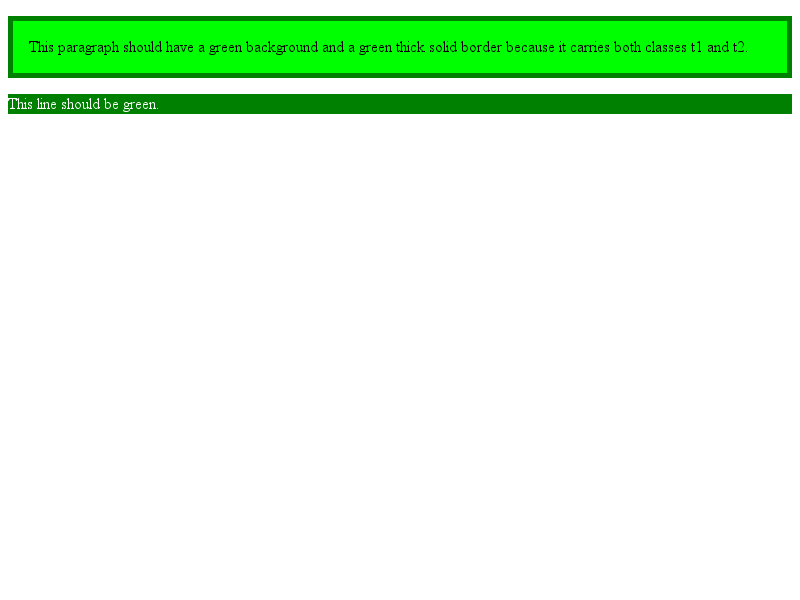 This paragraph should have a green background and a green thick solid border because it carries both classes t1 and t2.
This line should be green.